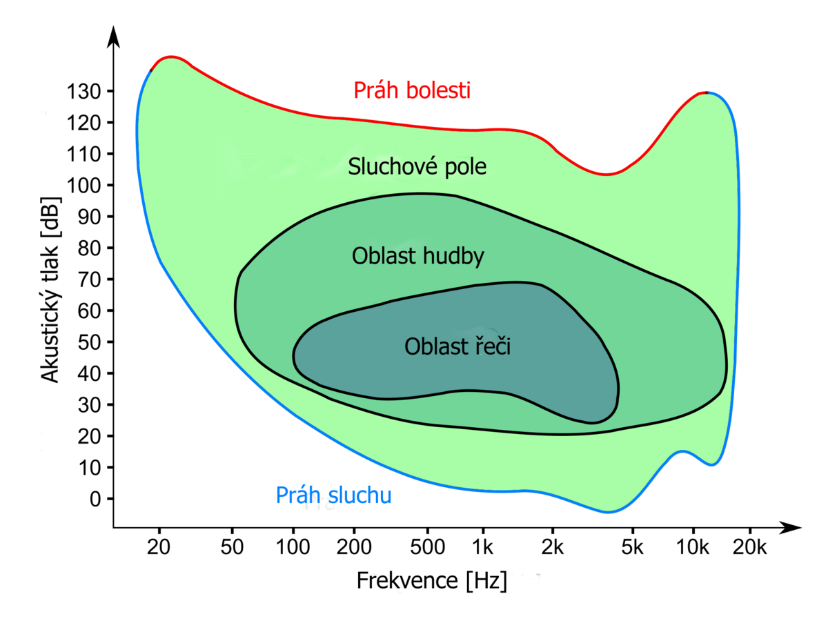 130
120
110
100
90
80
70
60
50
40
30
20
10
0
Akustický tlak [dB]
Práh bolesti
Sluchové pole
Oblast hudby
Oblast řeči
Práh sluchu
20 50 100 200 500 1k 2k 5k 10k 20k
Frekvence [Hz]